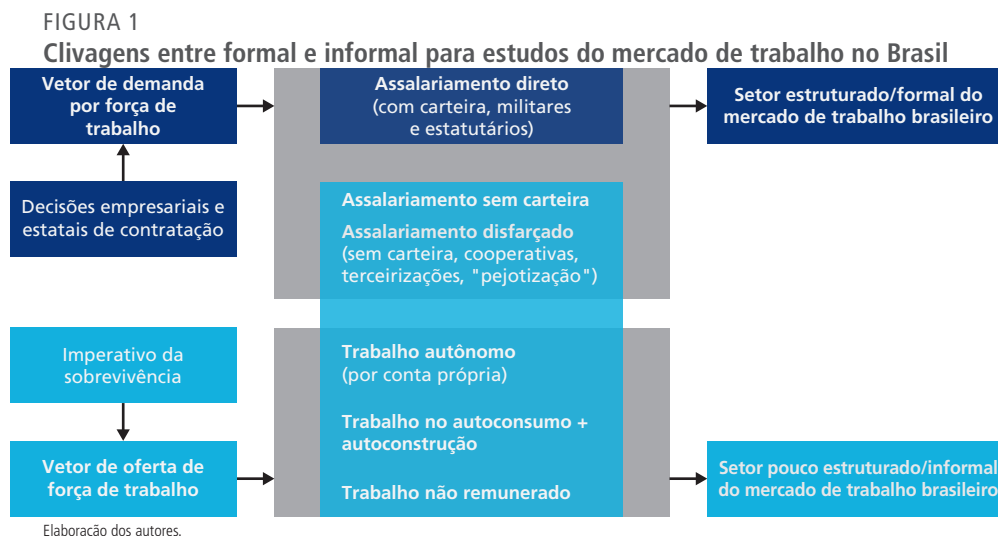 FIGURA 1
Clivagens entre formal e informal para estudos do mercado de trabalho no Brasil
Vetor de demanda
por força de
trabalho
Assalariamento direto
(com carteira, militares
e estatutários)
Setor estruturado/formal do
mercado de trabalho brasileiro
Decisões empresariais e
estatais de contratação
Assalariamento sem carteira
Assalariamento disfarçado
(sem carteira, cooperativas,
terceirizações, "pejotização")
Imperativo da
sobrevivência
Trabalho autônomo
(por conta própria)
Trabalho no autoconsumo +
autoconstrução
Vetor de oferta de
força de trabalho
Trabalho não remunerado
Setor pouco estruturado/informal
do mercado de trabalho brasileiro
Elaboração dos autores.